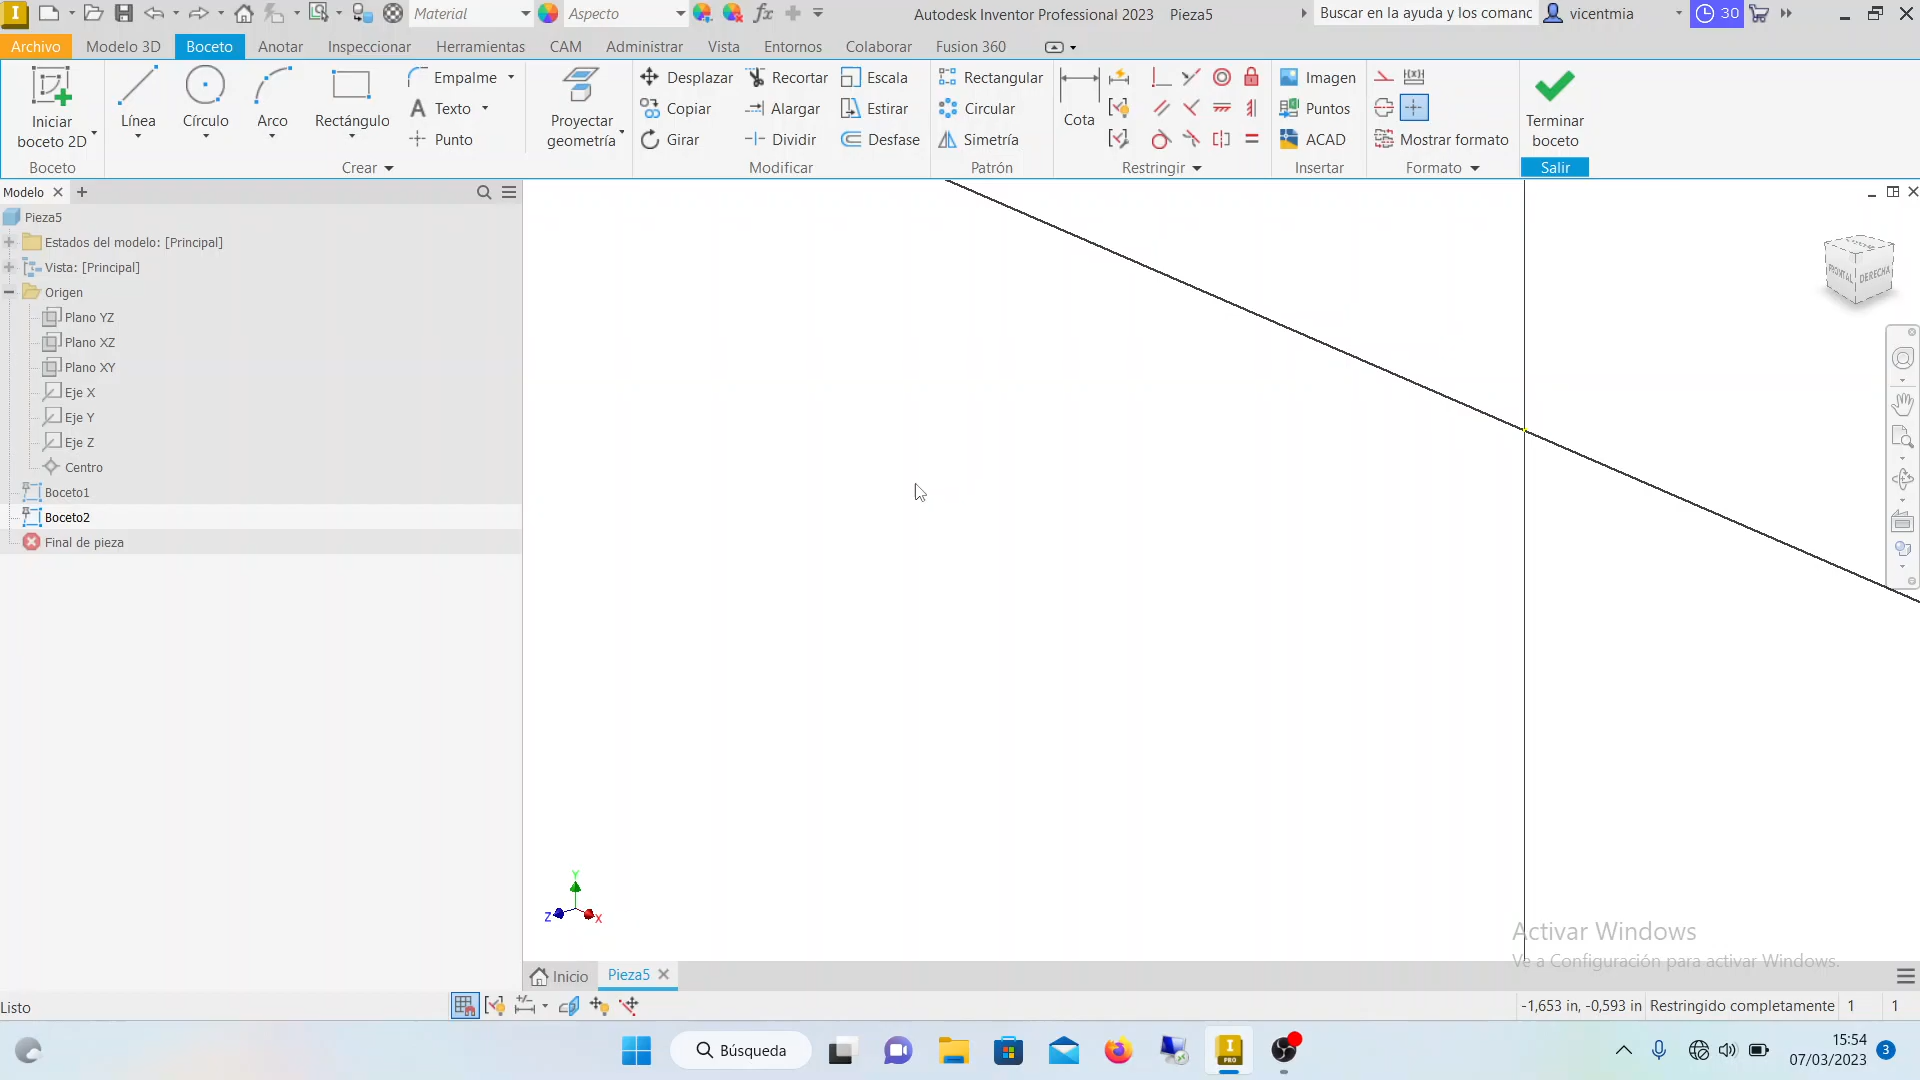 Material
Aspecto
Autodesk Inventor Professional 2023 Pieza5
Buscar en la ayuda y los comanc
vicentmia
30
Archivo Modelo 3D Boceto Anotar Inspeccionar Herramientas CAM Administrar Vista Entornos Colaborar Fusion 360
Iniciar
boceto 2D
Línea
Círculo
Arco
Rectángulo
Empalme
Texto
Punto
Proyectar
geometría
Desplazar Recortar Escala
Copiar Alargar Estirar
Girar Dividir Desfase
Rectangular
Circular
Simetría
Cota
Imagen
Puntos
ACAD
Mostrar formato
Terminar
boceto
Boceto Crear Modificar Patrón Restringir Insertar Formato Salir
Modelo
Pieza5
Estados del modelo: [Principal]
Vista: [Principal]
Origen
Plano YZ
Plano XZ
Plano XY
Eje X
Eje Y
Eje Z
Centro
Boceto1
Boceto2
Final de pieza
FRONTAL DERECHA
Y
Z X
Activar Windows
Ve a Configuración para activar Windows.
Inicio Pieza5
Listo
-1,653 in, -0,593 in Restringido completamente 1 1
Búsqueda
PRO
15:54
07/03/2023
3